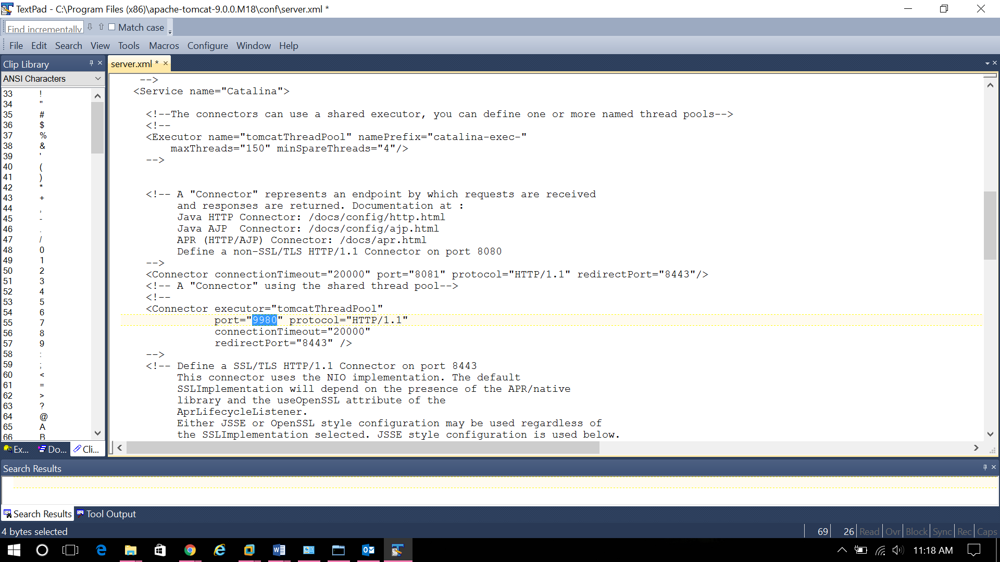 TextPad - C:\Program Files (x86)\apache-tomcat-9.0.0.M18\conf\server.xml *
Find incrementally
Match case
File Edit Search View Tools Macros Configure Window Help
Clip Library
ANSI Characters
33 !
34 "
35 #
36 $
37 %
38 &
39 '
40 (
41 )
42 *
43 +
44 ,
45 -
46 .
47 /
48 0
49 1
50 2
51 3
52 4
53 5
54 6
55 7
56 8
57 9
58 :
59 ;
60 <
61 =
62 >
63 ?
64 @
65 A
66 B
Ex... Do... Cli...
server.xml *
-->
<Service name="Catalina">
<!--The connectors can use a shared executor, you can define one or more named thread pools-->
<!--
<Executor name="tomcatThreadPool" namePrefix="catalina-exec-"
maxThreads="150" minSpareThreads="4"/>
-->
<!-- A "Connector" represents an endpoint by which requests are received
and responses are returned. Documentation at :
Java HTTP Connector: /docs/config/http.html
Java AJP  Connector: /docs/config/ajp.html
APR (HTTP/AJP) Connector: /docs/apr.html
Define a non-SSL/TLS HTTP/1.1 Connector on port 8080
-->
<Connector connectionTimeout="20000" port="8081" protocol="HTTP/1.1" redirectPort="8443"/>
<!-- A "Connector" using the shared thread pool-->
<!--
<Connector executor="tomcatThreadPool"
port="9980" protocol="HTTP/1.1"
connectionTimeout="20000"
redirectPort="8443" />
-->
<!-- Define a SSL/TLS HTTP/1.1 Connector on port 8443
This connector uses the NIO implementation. The default
SSLImplementation will depend on the presence of the APR/native
library and the useOpenSSL attribute of the
AprLifecycleListener.
Either JSSE or OpenSSL style configuration may be used regardless of
the SSLImplementation selected. JSSE style configuration is used below.
Search Results
Search Results Tool Output
4 bytes selected
69 26 Read Ovr Block Sync Rec Caps
11:18 AM